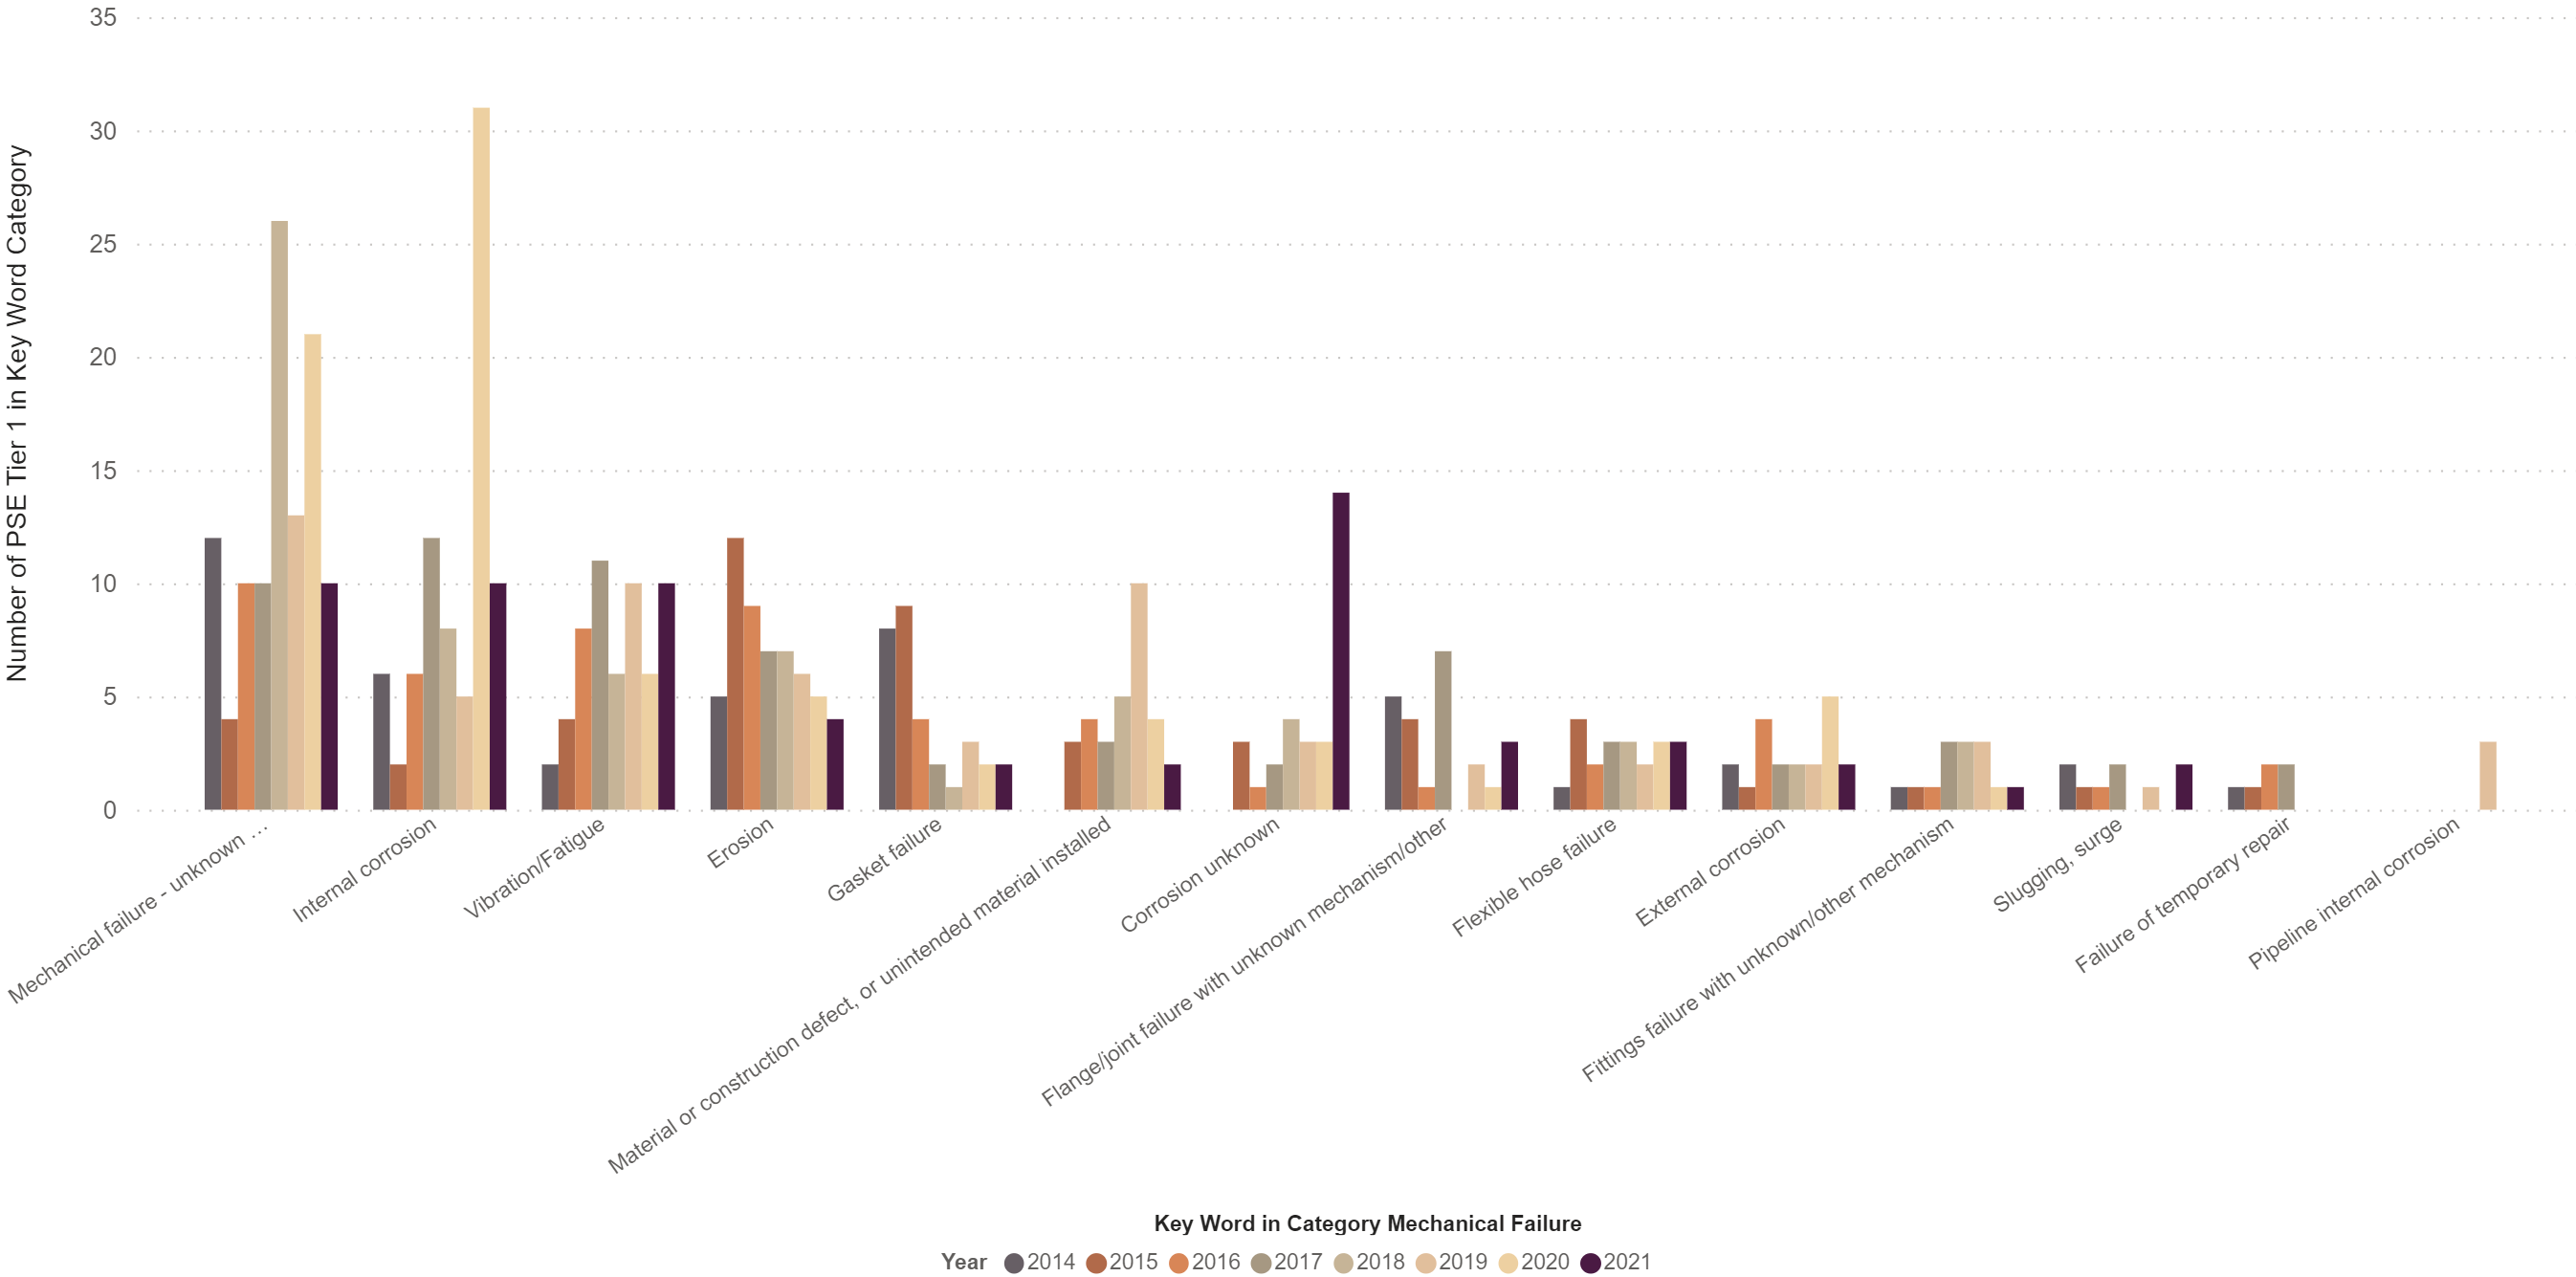 Number of PSE Tier 1 in Key Word Category
35
30
25
20
15
10
5
0
Mechanical failure - unknown ...
Internal corrosion
Vibration/Fatigue
Erosion
Gasket failure
Material or construction defect, or unintended material installed
Corrosion unknown
Flange/joint failure with unknown mechanism/other
Flexible hose failure
External corrosion
Fittings failure with unknown/other mechanism
Slugging, surge
Failure of temporary repair
Pipeline internal corrosion
Key Word in Category Mechanical Failure
Year 2014 2015 2016 2017 2018 2019 2020 2021